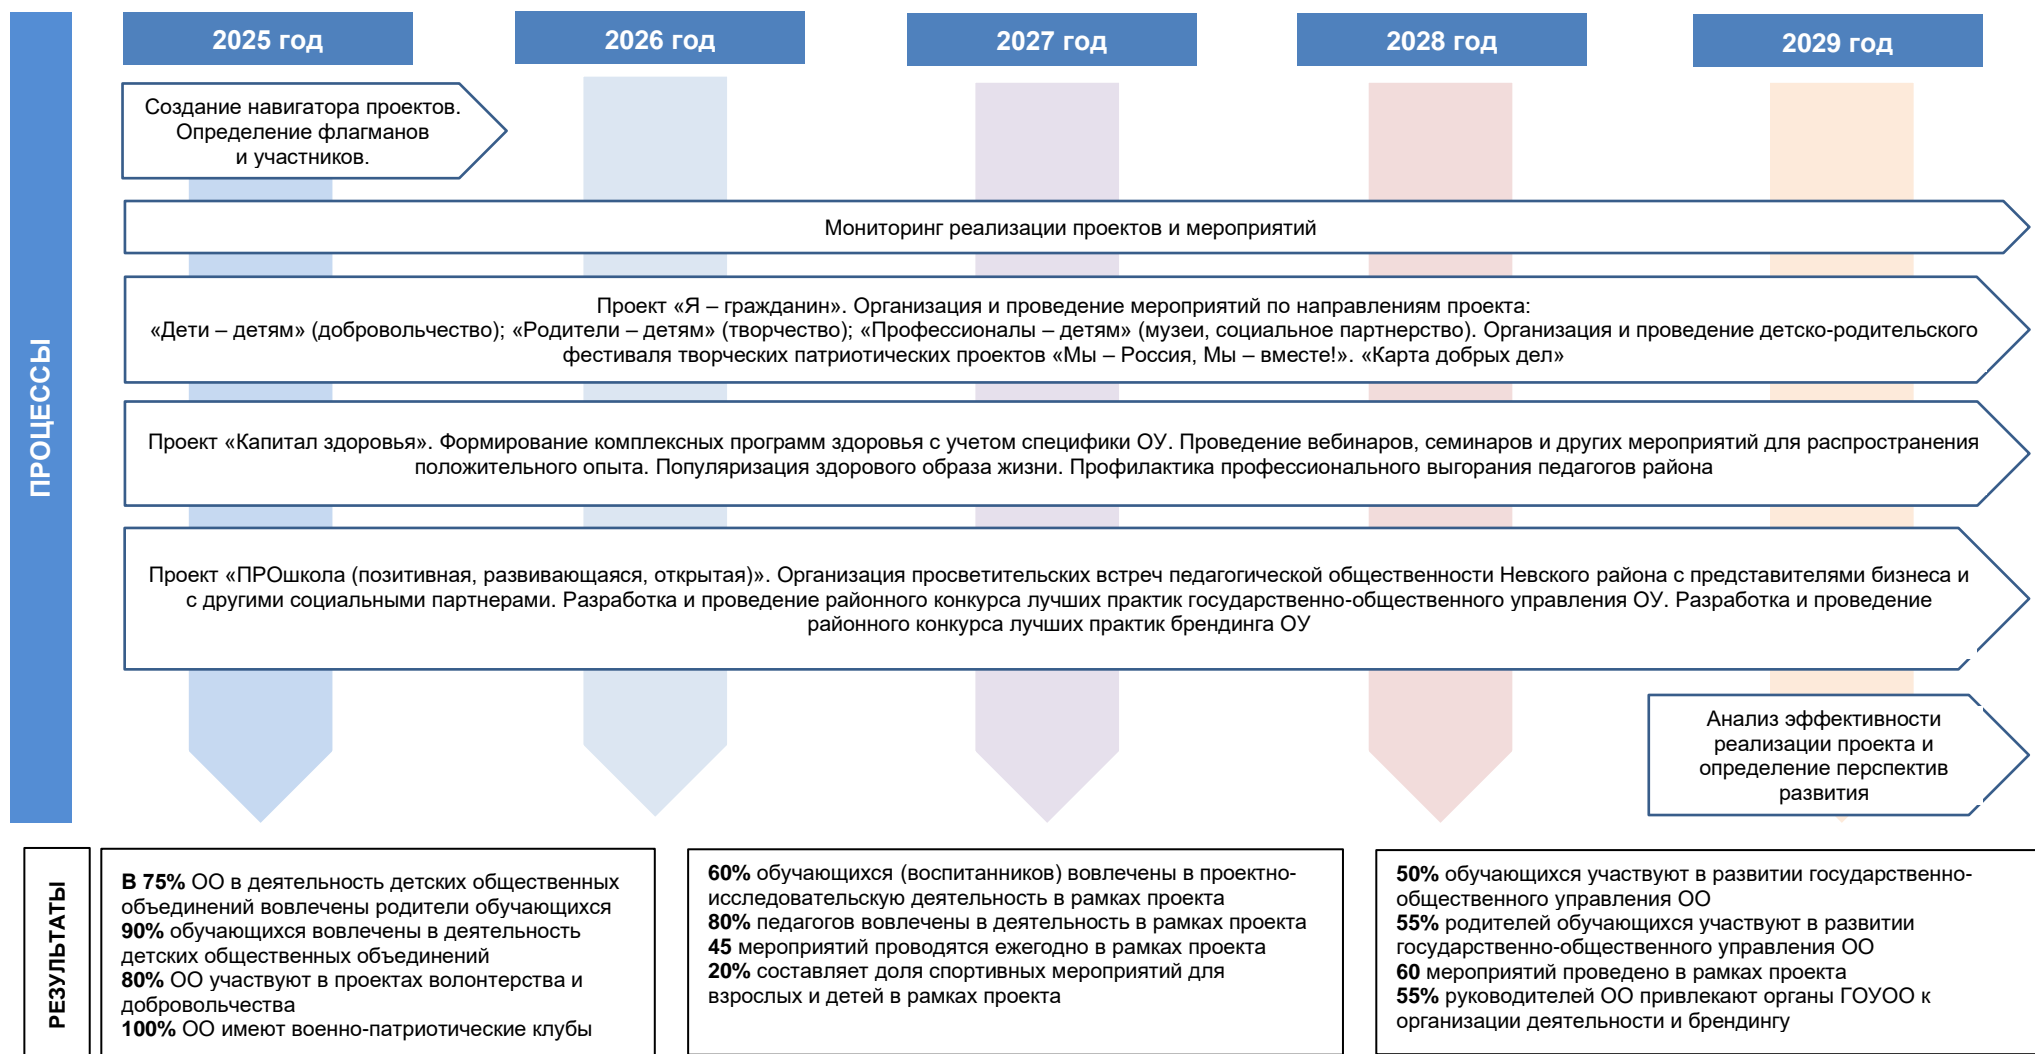 2025 год
2026 год
2027 год
2028 год
2029 год
ПРОЦЕССЫ
Создание навигатора проектов.
Определение флагманов
и участников.
Мониторинг реализации проектов и мероприятий
Проект «Я – гражданин». Организация и проведение мероприятий по направлениям проекта:
«Дети – детям» (добровольчество); «Родители – детям» (творчество); «Профессионалы – детям» (музеи, социальное партнерство). Организация и проведение детско-родительского
фестиваля творческих патриотических проектов «Мы – Россия, Мы – вместе!». «Карта добрых дел»
Проект «Капитал здоровья». Формирование комплексных программ здоровья с учетом специфики ОУ. Проведение вебинаров, семинаров и других мероприятий для распространения
положительного опыта. Популяризация здорового образа жизни. Профилактика профессионального выгорания педагогов района
Проект «ПРОшкола (позитивная, развивающаяся, открытая)». Организация просветительских встреч педагогической общественности Невского района с представителями бизнеса и
с другими социальными партнерами. Разработка и проведение районного конкурса лучших практик государственно-общественного управления ОУ. Разработка и проведение
районного конкурса лучших практик брендинга ОУ
Анализ эффективности
реализации проекта и
определение перспектив
развития
РЕЗУЛЬТАТЫ
В 75% ОО в деятельность детских общественных
объединений вовлечены родители обучающихся
90% обучающихся вовлечены в деятельность
детских общественных объединений
80% ОО участвуют в проектах волонтерства и
добровольчества
100% ОО имеют военно-патриотические клубы
60% обучающихся (воспитанников) вовлечены в проектно-
исследовательскую деятельность в рамках проекта
80% педагогов вовлечены в деятельность в рамках проекта
45 мероприятий проводятся ежегодно в рамках проекта
20% составляет доля спортивных мероприятий для
взрослых и детей в рамках проекта
50% обучающихся участвуют в развитии государственно-
общественного управления ОО
55% родителей обучающихся участвуют в развитии
государственно-общественного управления ОО
60 мероприятий проведено в рамках проекта
55% руководителей ОО привлекают органы ГОУОО к
организации деятельности и брендингу